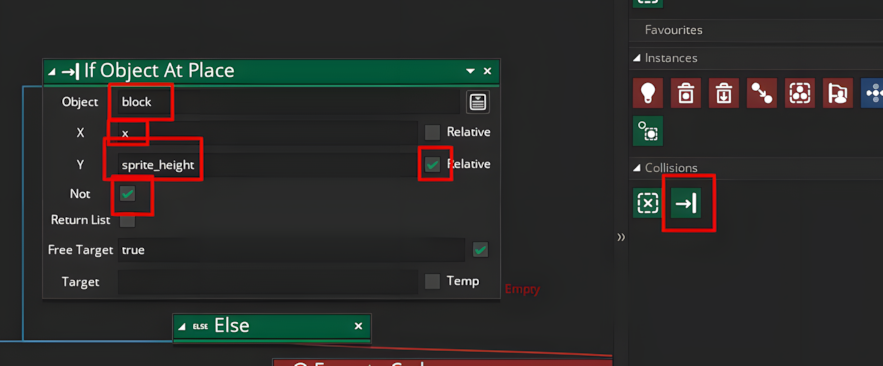 Favourites
If Object At Place
Instances
Object block
X x Relative
Y sprite_height Relative
Not
Collisions
Return List
Free Target true
Target Temp
Empty
ELSE Else